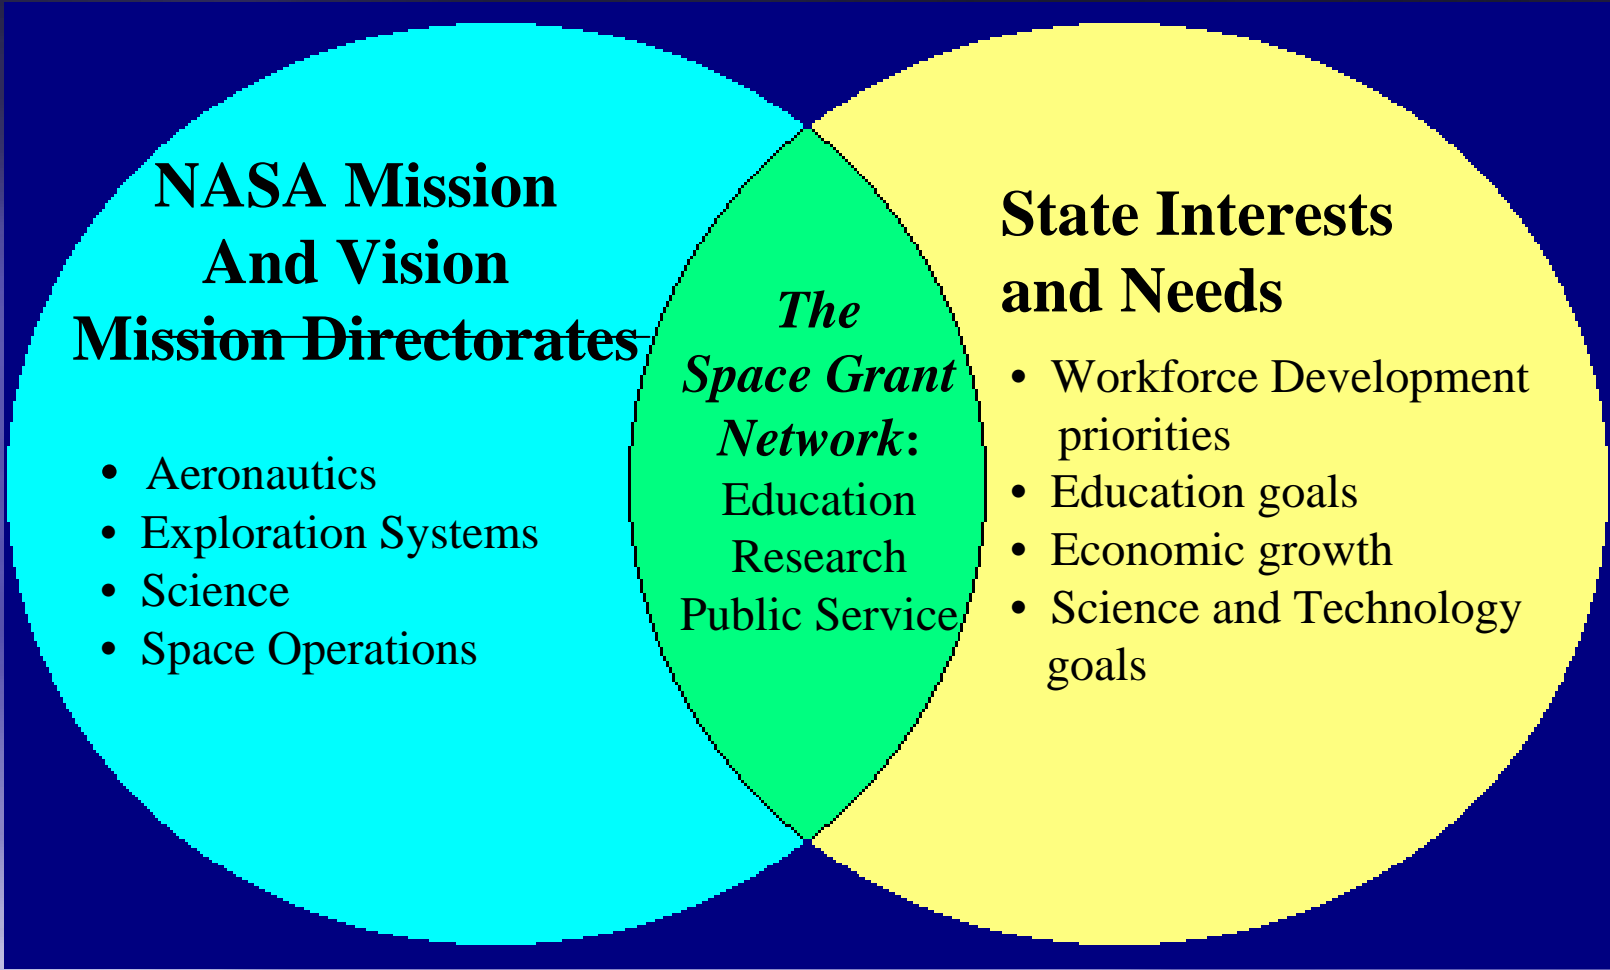 NASA Mission
And Vision
Mission Directorates
• Aeronautics
• Exploration Systems
• Science
• Space Operations
The
Space Grant
Network:
Education
Research
Public Service
State Interests
and Needs
• Workforce Development
priorities
• Education goals
• Economic growth
• Science and Technology
goals